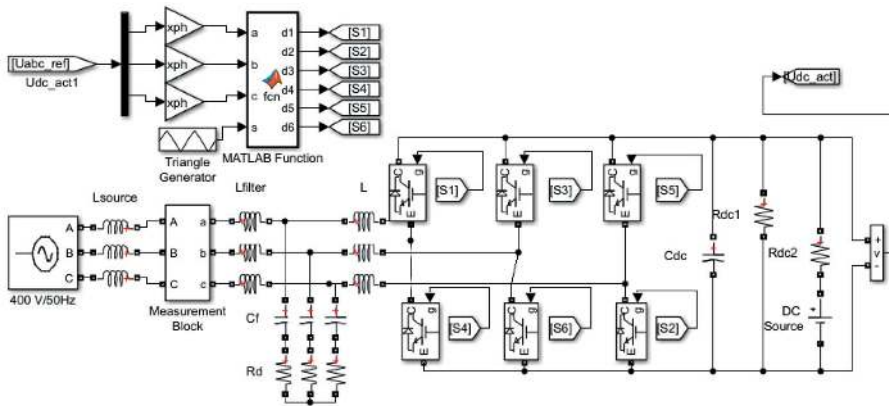 [Uabc_ref]
Udc_act1
xph
xph
xph
a
b
c
s
fcn
d1
d2
d3
d4
d5
d6
[S1]
[S2]
[S3]
[S4]
[S5]
[S6]
MATLAB Function
Triangle
Generator
[Udc_act]
Lsource
Lfilter
L
A
B
C
A
B
C
a
b
c
400 V/50Hz
Measurement
Block
Cf
Rd
C
g
E
[S1]
C
g
E
[S3]
C
g
E
[S5]
C
g
E
[S4]
C
g
E
[S6]
C
g
E
[S2]
Cdc
Rdc1
Rdc2
DC
Source
+
v
-